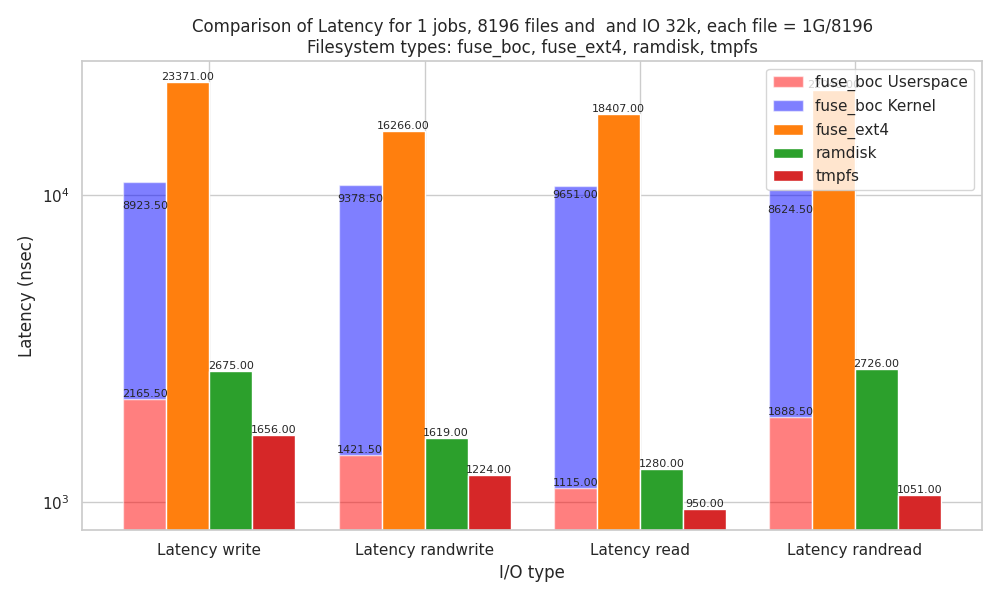 Comparison of Latency for 1 jobs, 8196 files and  and IO 32k, each file = 1G/8196
Filesystem types: fuse_boc, fuse_ext4, ramdisk, tmpfs
fuse_boc Userspace
fuse_boc Kernel
fuse_ext4
ramdisk
tmpfs
Latency (nsec)
10⁴
10³
23371.00
8923.50
2165.50
2675.00
1656.00
16266.00
9378.50
1421.50
1619.00
1224.00
18407.00
9651.00
1115.00
1280.00
950.00
8624.50
1888.50
2726.00
1051.00
Latency write
Latency randwrite
Latency read
Latency randread
I/O type